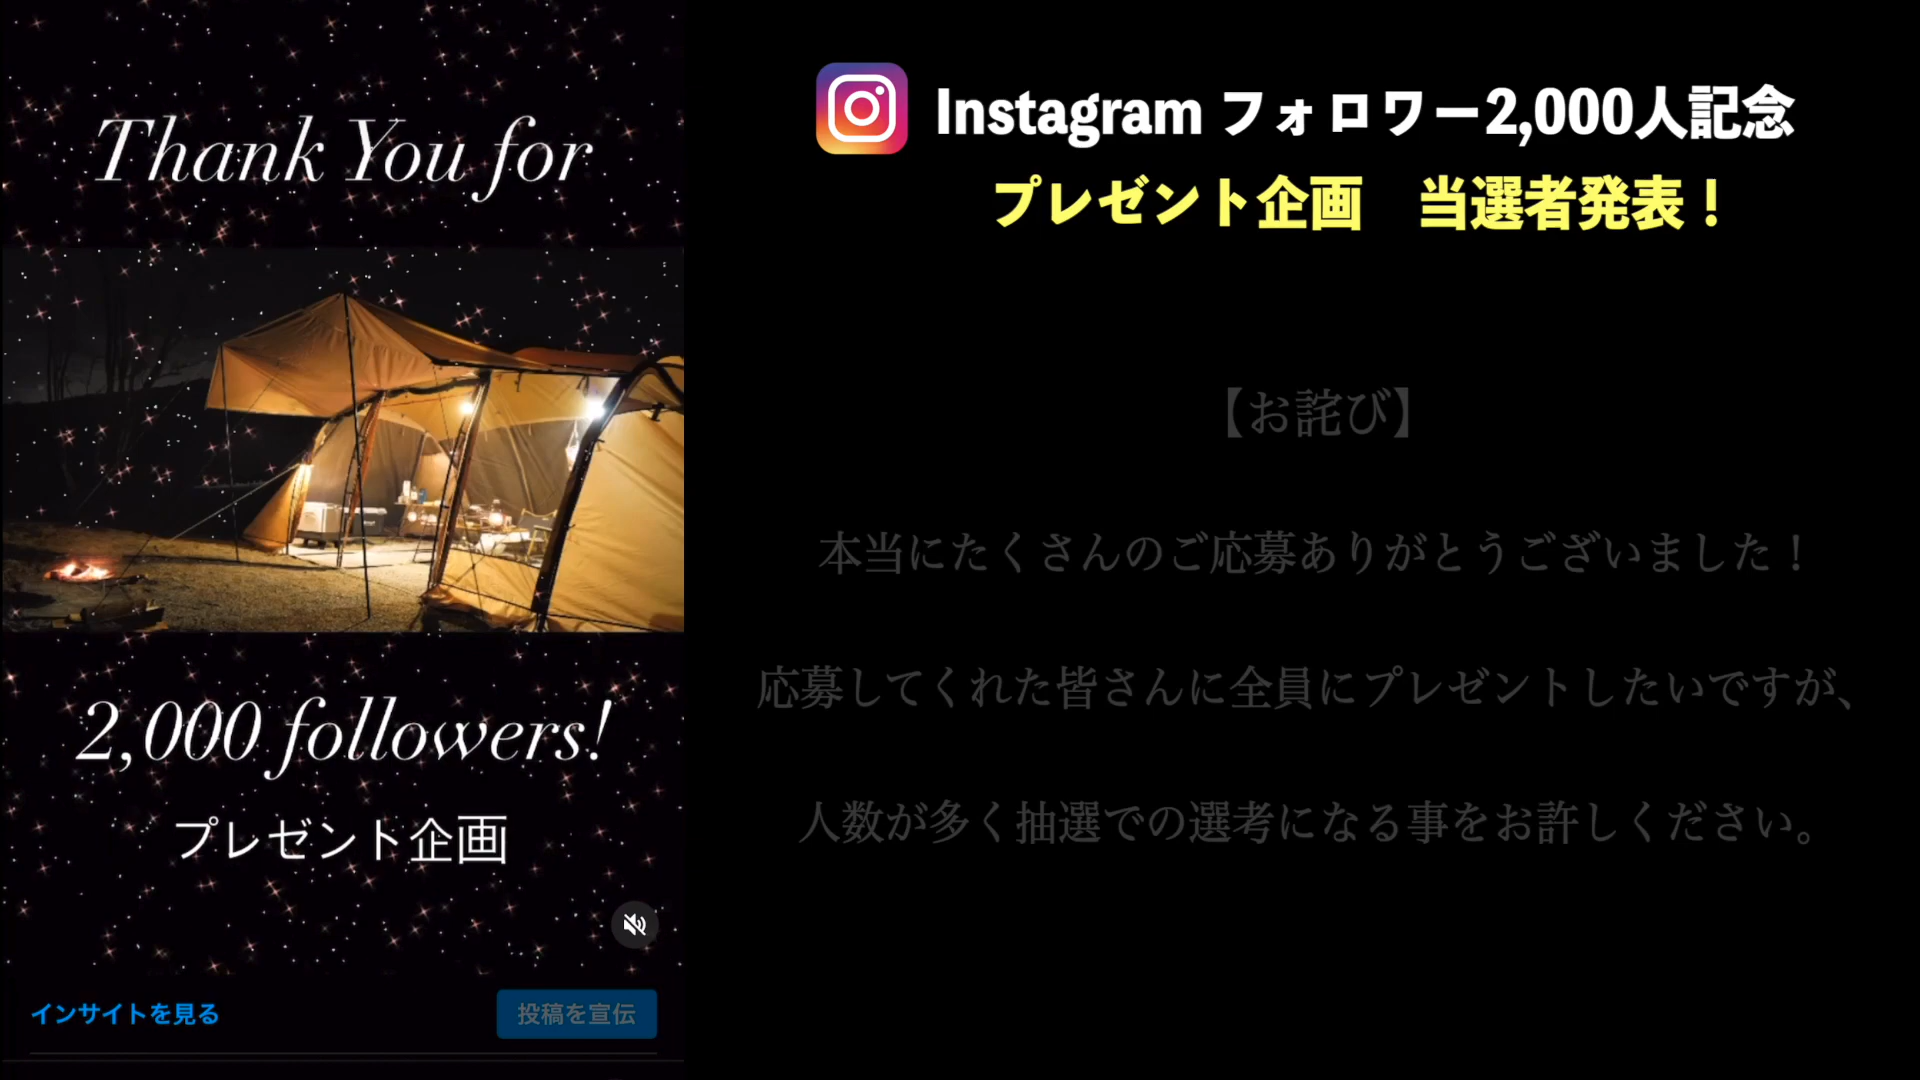 Thank You for
2,000 followers!
プレゼント企画
インサイトを見る
投稿を宣伝
Instagram フォロワー2,000人記念
プレゼント企画　当選者発表！
【お詫び】
本当にたくさんのご応募ありがとうございました！
応募してくれた皆さんに全員にプレゼントしたいですが、
人数が多く抽選での選考になる事をお許しください。